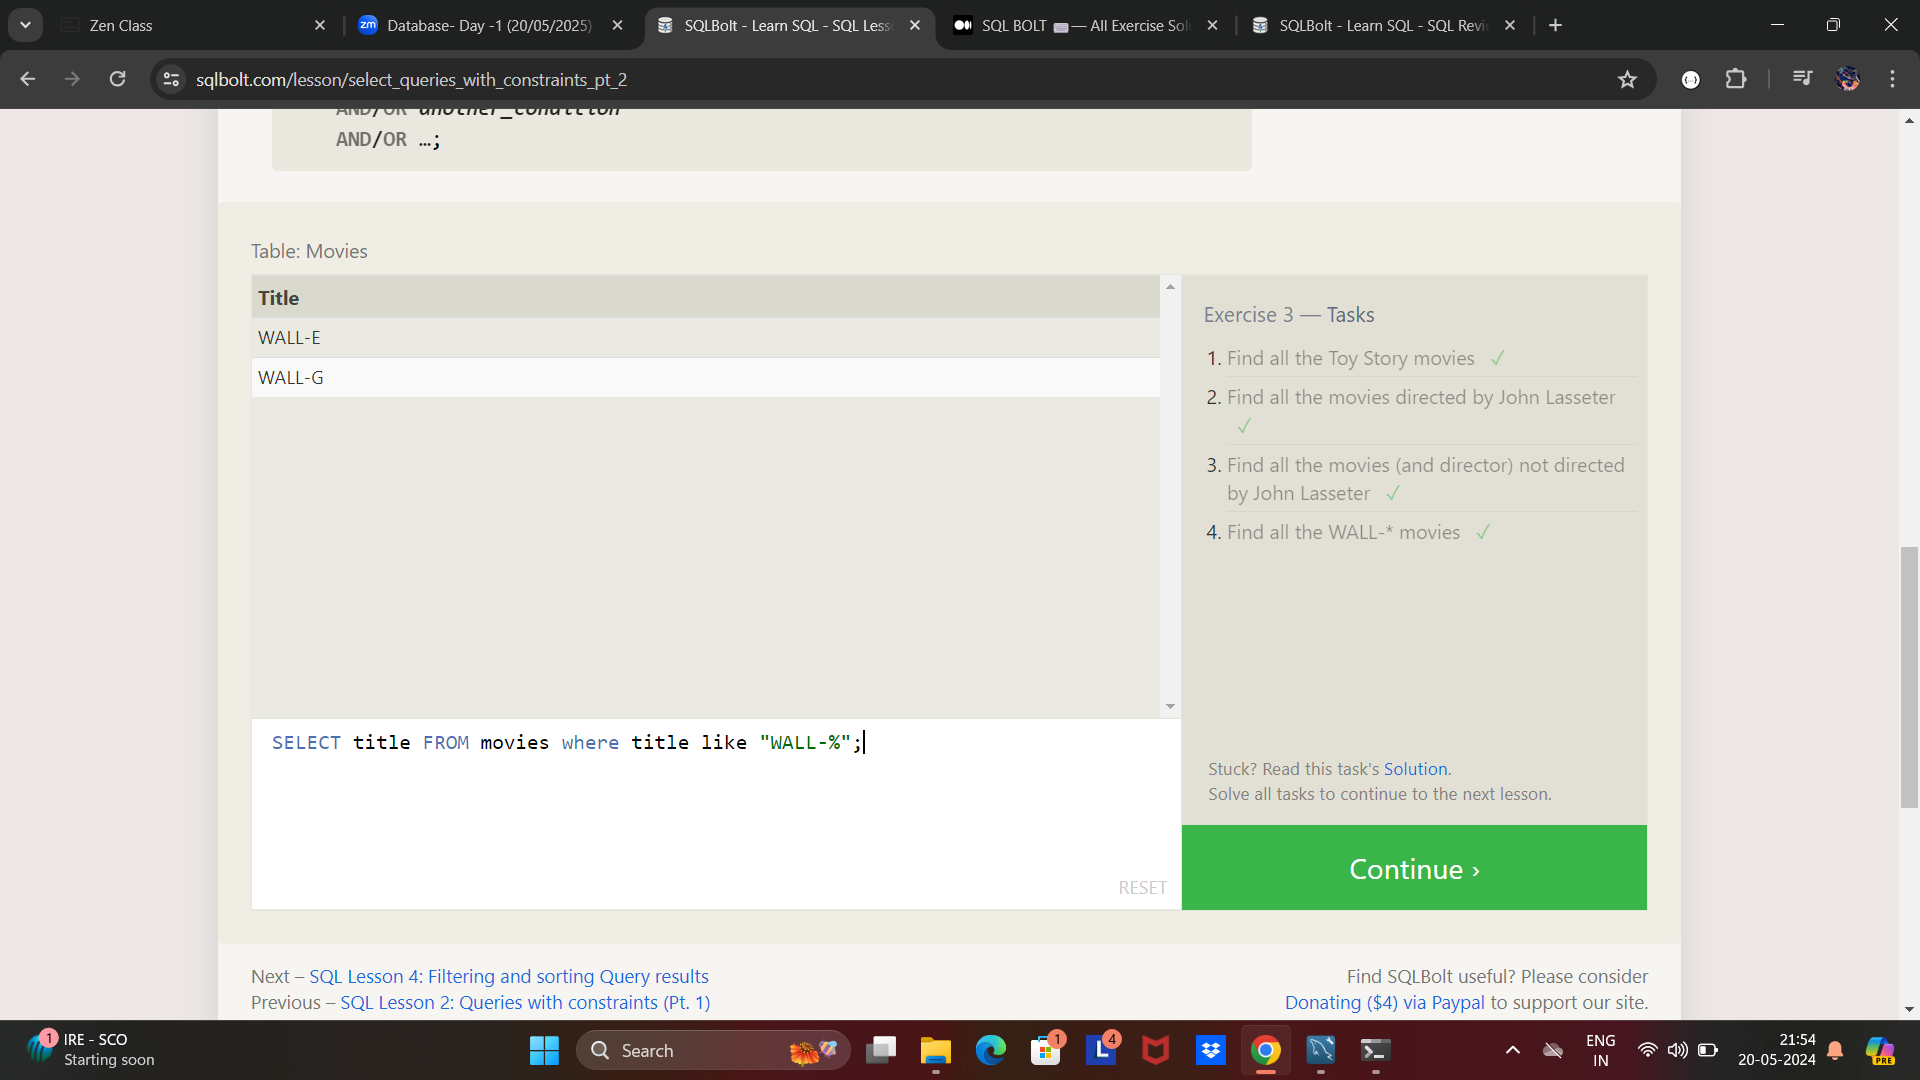 Zen Class
Database- Day -1 (20/05/2025)
SQLBolt - Learn SQL - SQL Less
SQL BOLT — All Exercise Sol
SQLBolt - Learn SQL - SQL Revi
sqlbolt.com/lesson/select_queries_with_constraints_pt_2
AND/OR another_condition
AND/OR …;
Table: Movies
Title
WALL-E
WALL-G
Exercise 3 — Tasks
1. Find all the Toy Story movies ✓
2. Find all the movies directed by John Lasseter
✓
3. Find all the movies (and director) not directed
by John Lasseter ✓
4. Find all the WALL-* movies ✓
SELECT title FROM movies where title like "WALL-%";
RESET
Stuck? Read this task's Solution.
Solve all tasks to continue to the next lesson.
Continue ›
Next – SQL Lesson 4: Filtering and sorting Query results
Previous – SQL Lesson 2: Queries with constraints (Pt. 1)
Find SQLBolt useful? Please consider
Donating ($4) via Paypal to support our site.
1
IRE - SCO
Starting soon
Search
1
L 4
ENG
IN
21:54
20-05-2024
PRE